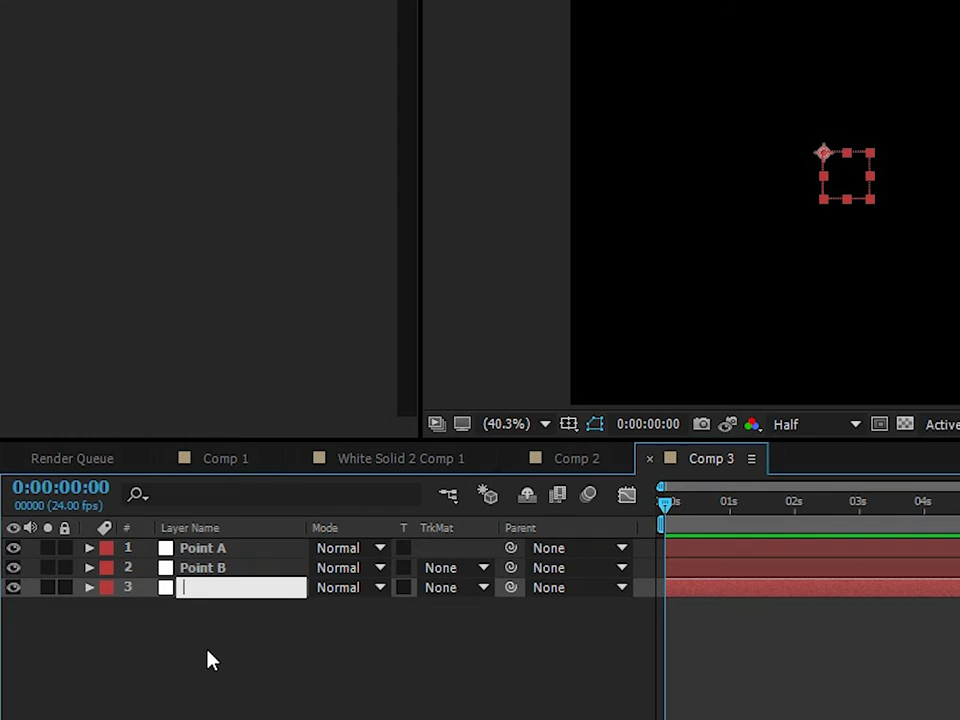 (40.3%) 0:00:00:00 Half Active
Render Queue Comp 1 White Solid 2 Comp 1 Comp 2 × Comp 3
0:00:00:00
00000 (24.00 fps)
01s 02s 03s 04s
# Layer Name Mode T TrkMat Parent
1 Point A Normal None
2 Point B Normal None None
3 Normal None None